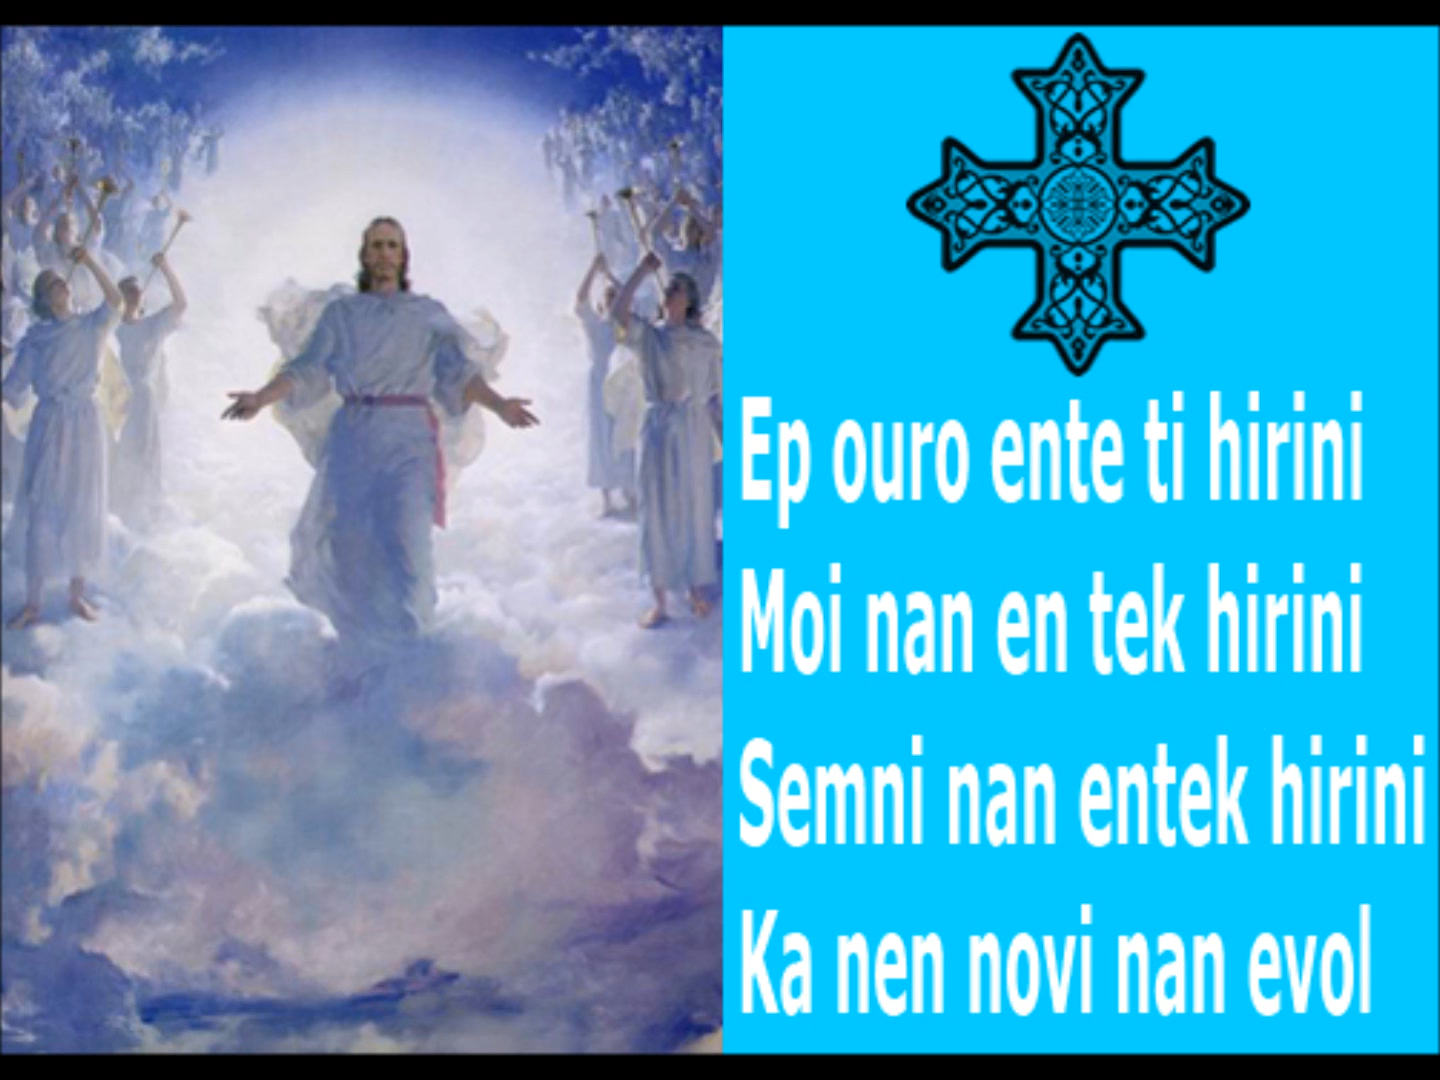 Ep ouro ente ti hirini
Moi nan en tek hirini
Semni nan entek hirini
Ka nen novi nan evol